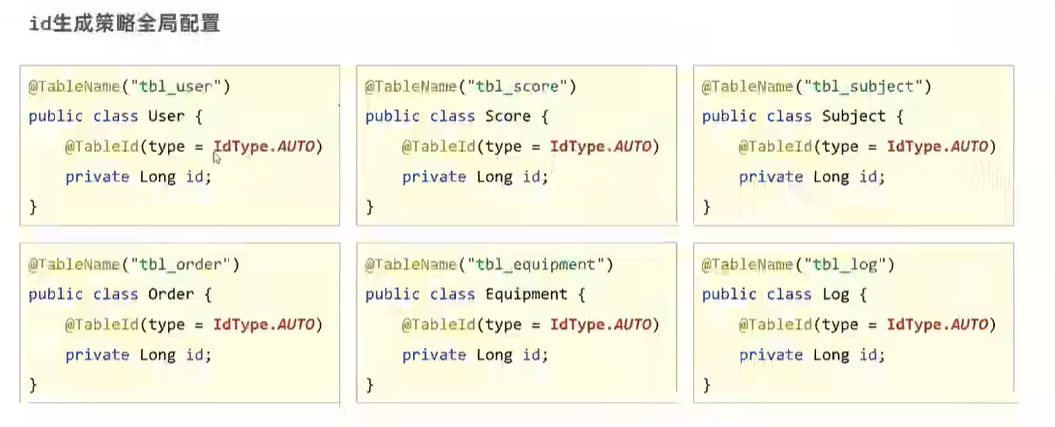 id生成策略全局配置
@TableName("tbl_user")
public class User {
@TableId(type = IdType.AUTO)
private Long id;
}
@TableName("tbl_score")
public class Score {
@TableId(type = IdType.AUTO)
private Long id;
}
@TableName("tbl_subject")
public class Subject {
@TableId(type = IdType.AUTO)
private Long id;
}
@TableName("tbl_order")
public class Order {
@TableId(type = IdType.AUTO)
private Long id;
}
@TableName("tbl_equipment")
public class Equipment {
@TableId(type = IdType.AUTO)
private Long id;
}
@TableName("tbl_log")
public class Log {
@TableId(type = IdType.AUTO)
private Long id;
}